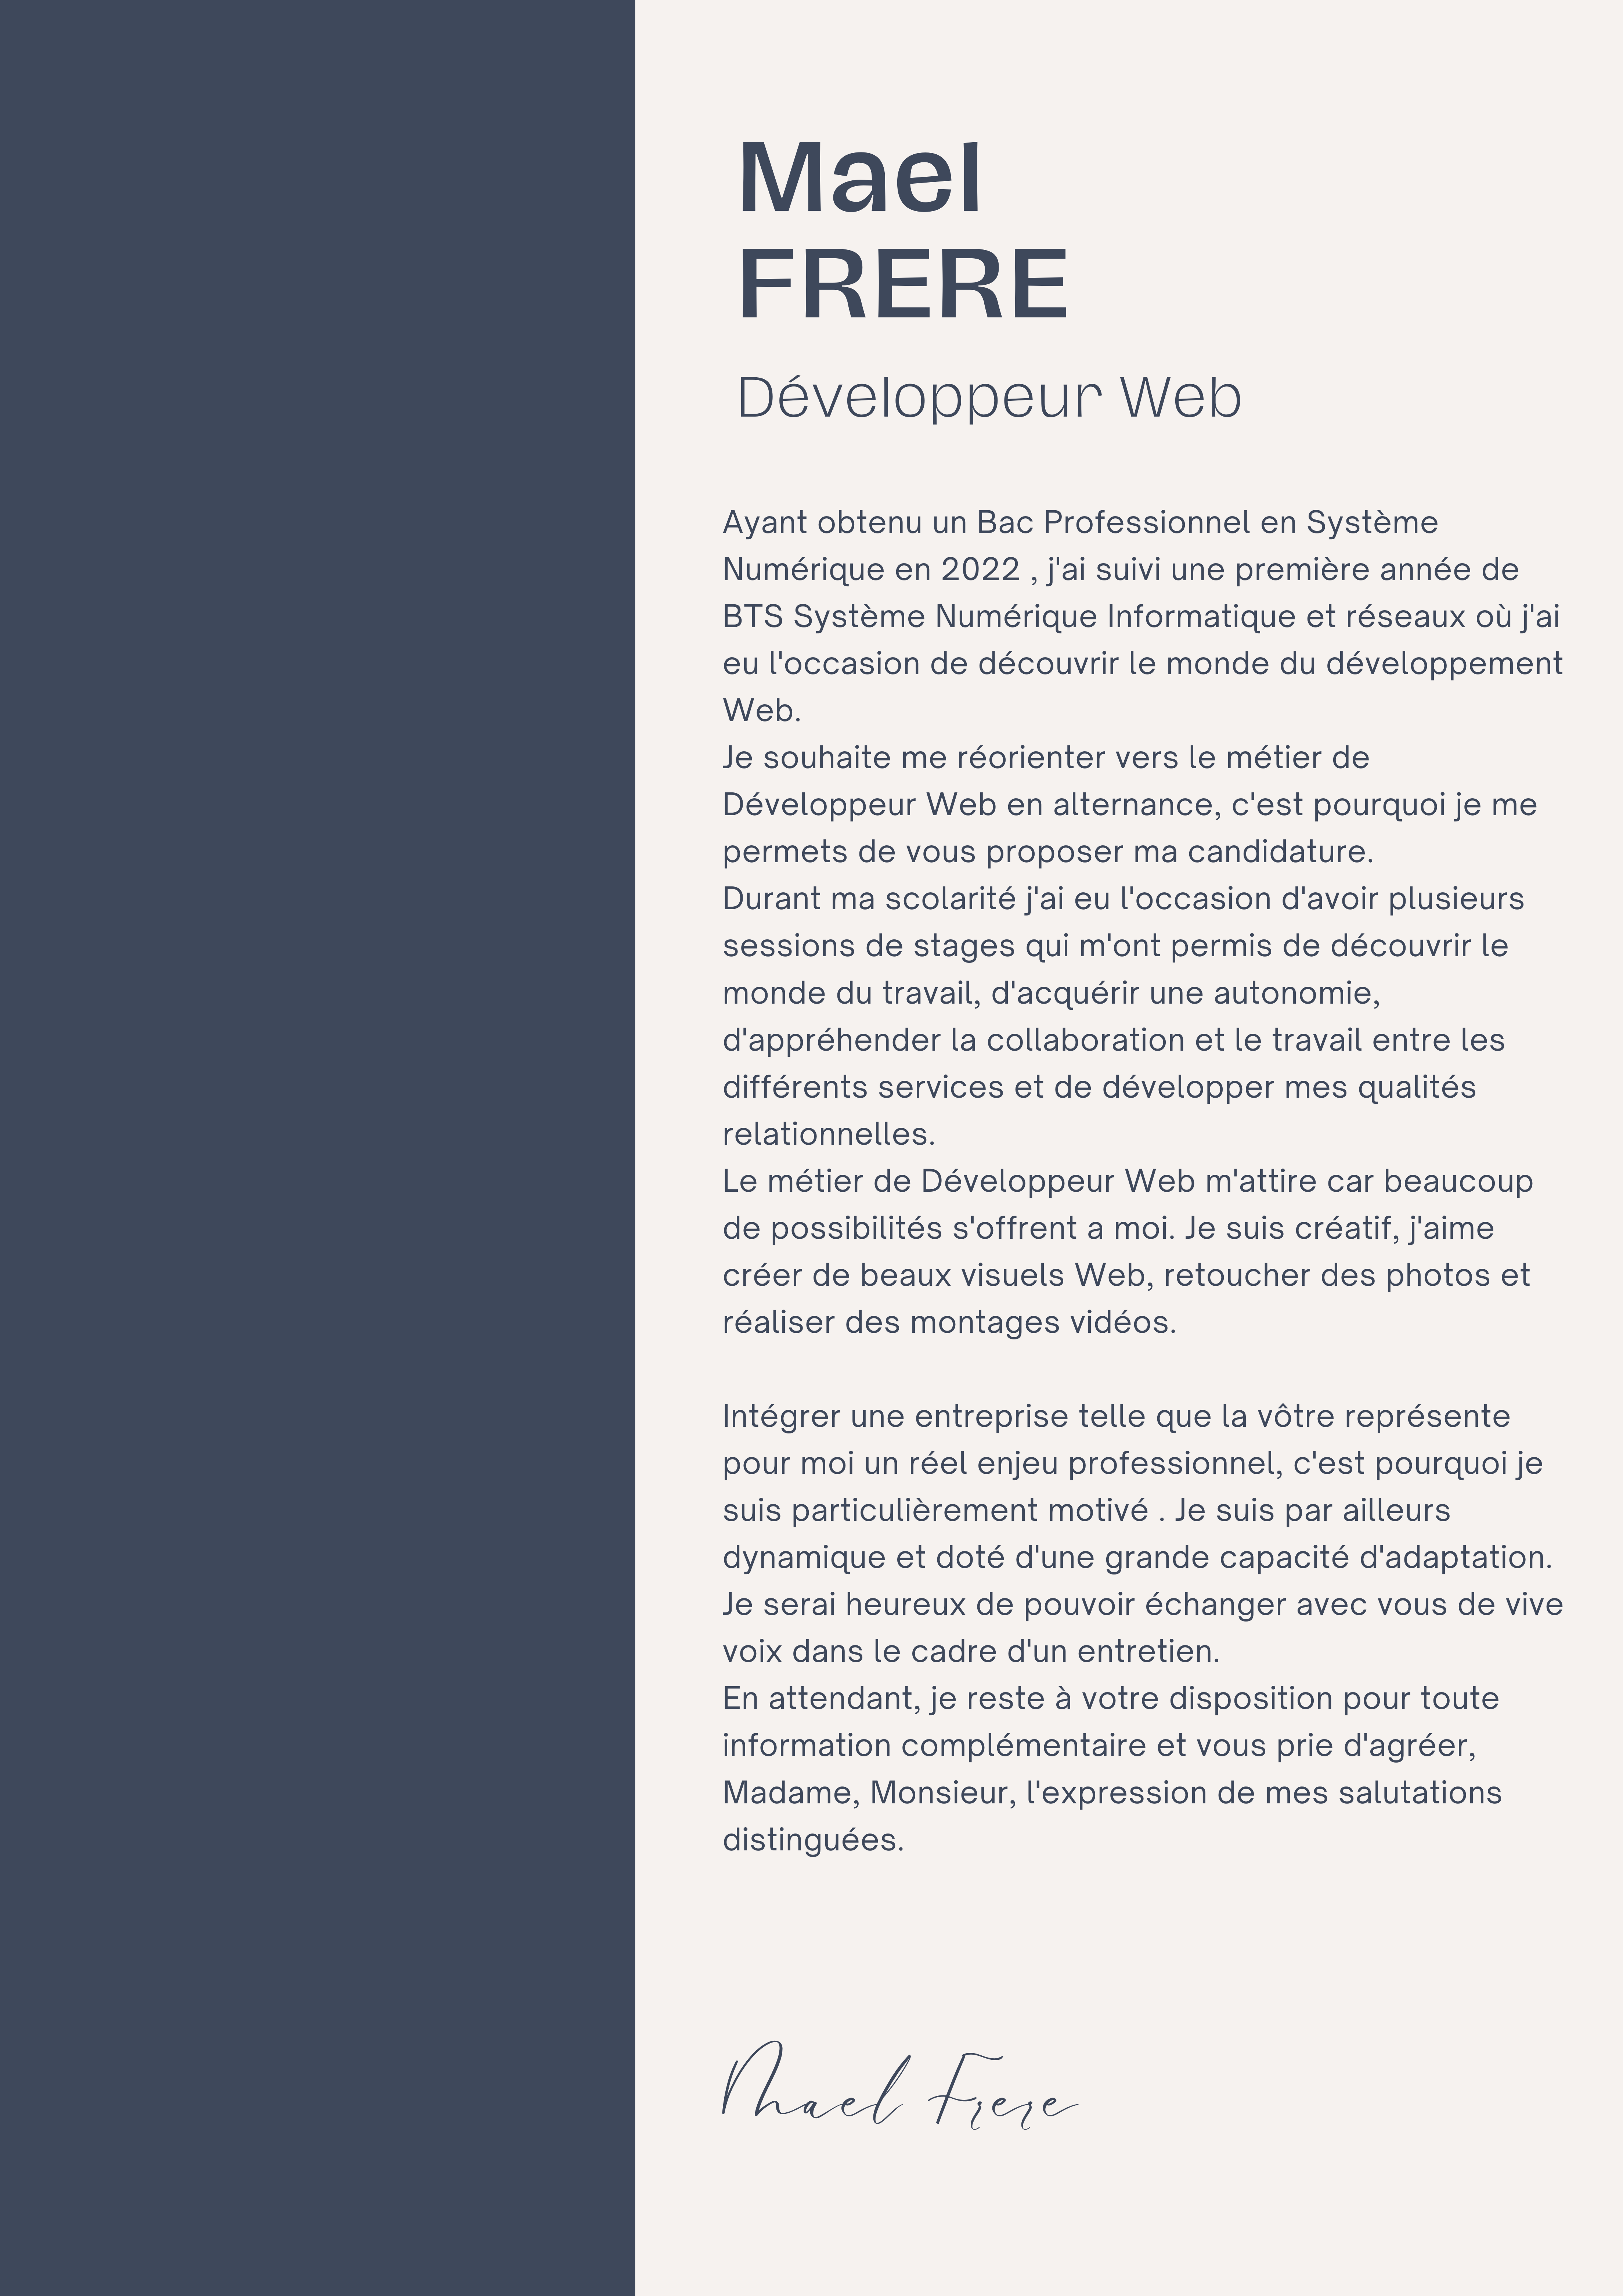 Mael
FRERE
Développeur Web
Ayant obtenu un Bac Professionnel en Système
Numérique en 2022 , j'ai suivi une première année de
BTS Système Numérique Informatique et réseaux où j'ai
eu l'occasion de découvrir le monde du développement
Web.
Je souhaite me réorienter vers le métier de
Développeur Web en alternance, c'est pourquoi je me
permets de vous proposer ma candidature.
Durant ma scolarité j'ai eu l'occasion d'avoir plusieurs
sessions de stages qui m'ont permis de découvrir le
monde du travail, d'acquérir une autonomie,
d'appréhender la collaboration et le travail entre les
différents services et de développer mes qualités
relationnelles.
Le métier de Développeur Web m'attire car beaucoup
de possibilités s'offrent a moi. Je suis créatif, j'aime
créer de beaux visuels Web, retoucher des photos et
réaliser des montages vidéos.
Intégrer une entreprise telle que la vôtre représente
pour moi un réel enjeu professionnel, c'est pourquoi je
suis particulièrement motivé . Je suis par ailleurs
dynamique et doté d'une grande capacité d'adaptation.
Je serai heureux de pouvoir échanger avec vous de vive
voix dans le cadre d'un entretien.
En attendant, je reste à votre disposition pour toute
information complémentaire et vous prie d'agréer,
Madame, Monsieur, l'expression de mes salutations
distinguées.
Mael Frere